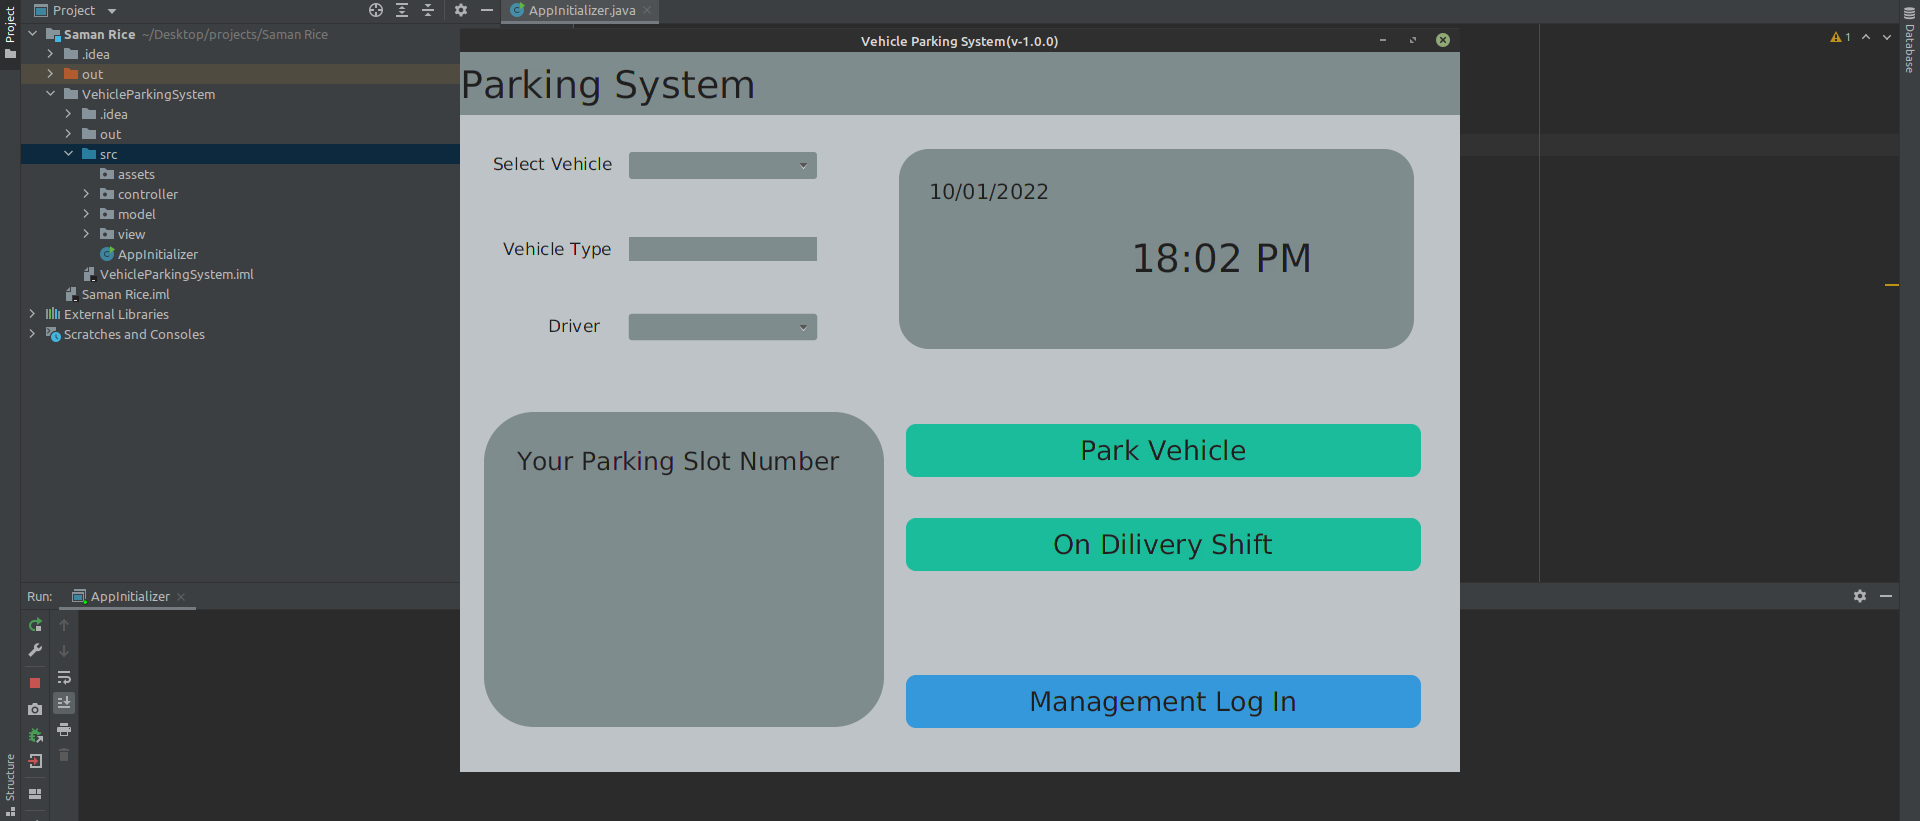 Project
AppInitializer.java
Project
Database
Saman Rice ~/Desktop/projects/Saman Rice
.idea
out
VehicleParkingSystem
.idea
out
src
assets
controller
model
view
AppInitializer
VehicleParkingSystem.iml
Saman Rice.iml
External Libraries
Scratches and Consoles
1
Vehicle Parking System(v-1.0.0)
Parking System
Select Vehicle
Vehicle Type
Driver
10/01/2022
18:02 PM
Your Parking Slot Number
Park Vehicle
On Dilivery Shift
Management Log In
Run:
AppInitializer
Structure